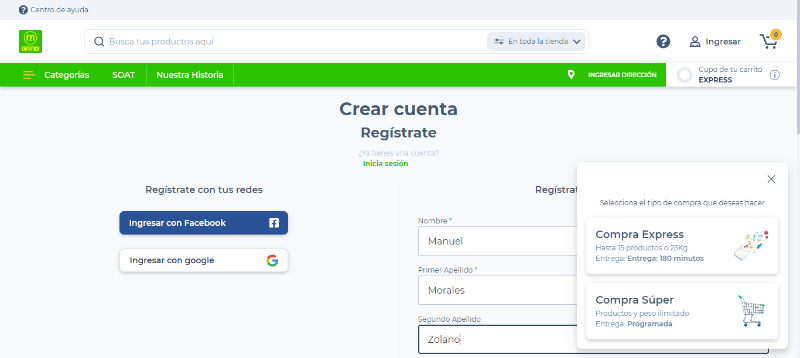 Centro de ayuda
Busca tus productos aquí
En toda la tienda
Ingresar
0
Categorías
SOAT
Nuestra Historia
INGRESAR DIRECCIÓN
Cupo de tu carrito
EXPRESS
Crear cuenta
Regístrate
¿Ya tienes una cuenta?
Inicia sesión
Regístrate con tus redes
Ingresar con Facebook
Ingresar con google
Nombre *
Manuel
Primer Apellido *
Morales
Segundo Apellido
Zolano
Selecciona el tipo de compra que deseas hacer
Compra Express
Hasta 15 productos o 25Kg
Entrega: Entrega: 180 minutos
Compra Súper
Productos y peso ilimitado
Entrega: Programada